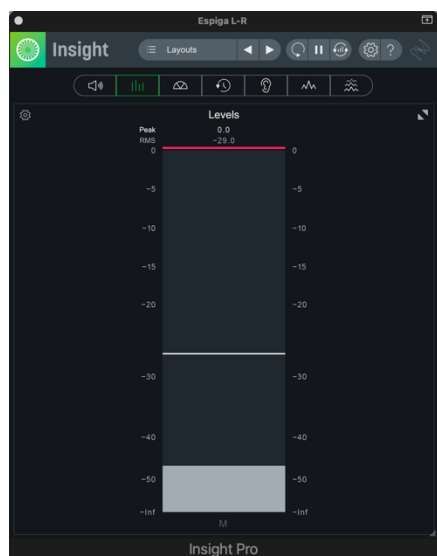 Espiga L-R
Insight
Layouts
?
Levels
Peak 0.0
RMS -29.0
0 0
-5 -5
-10 -10
-15 -15
-20 -20
-30 -30
-40 -40
-50 -50
-Inf -Inf
M
Insight Pro